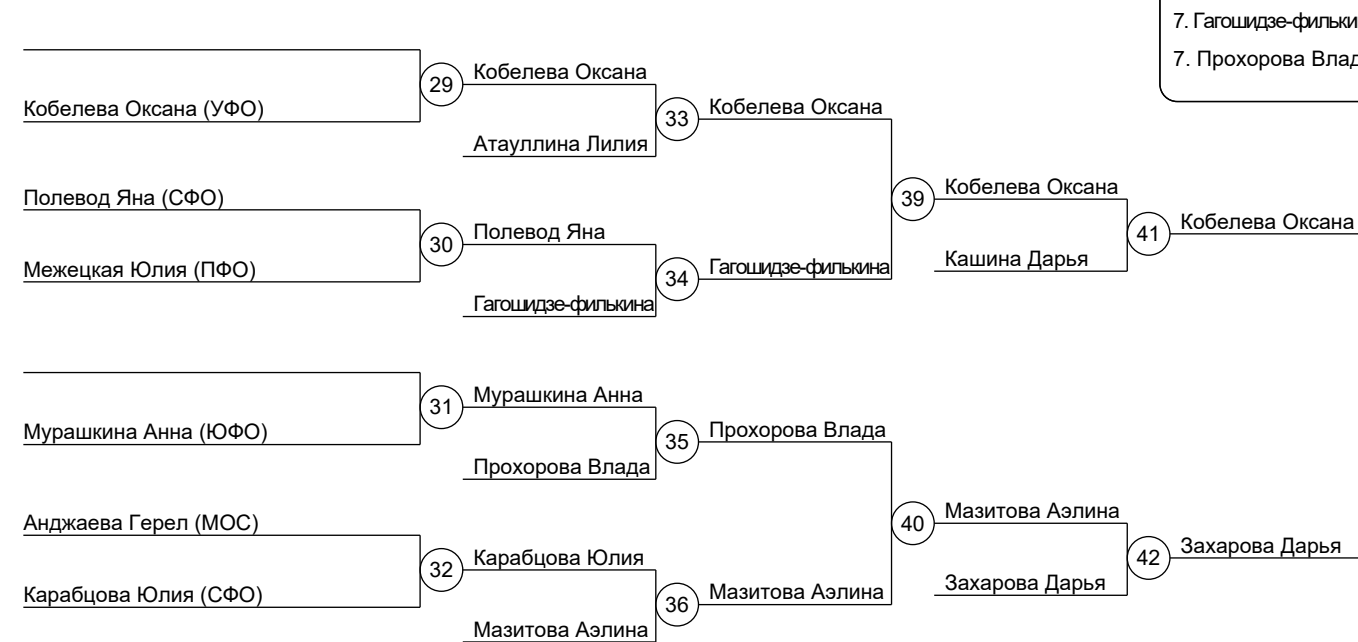 7. Гагошидзе-филькин
7. Прохорова Влад
Кобелева Оксана (УФО)
29
Кобелева Оксана
Атауллина Лилия
33
Кобелева Оксана
Полевод Яна (СФО)
Межецкая Юлия (ПФО)
30
Полевод Яна
Гагошидзе-филькина
34
Гагошидзе-филькина
39
Кобелева Оксана
Кашина Дарья
41
Кобелева Оксана
Мурашкина Анна (ЮФО)
31
Мурашкина Анна
Прохорова Влада
35
Прохорова Влада
Анджаева Герел (МОС)
Карабцова Юлия (СФО)
32
Карабцова Юлия
Мазитова Аэлина
36
Мазитова Аэлина
40
Мазитова Аэлина
Захарова Дарья
42
Захарова Дарья